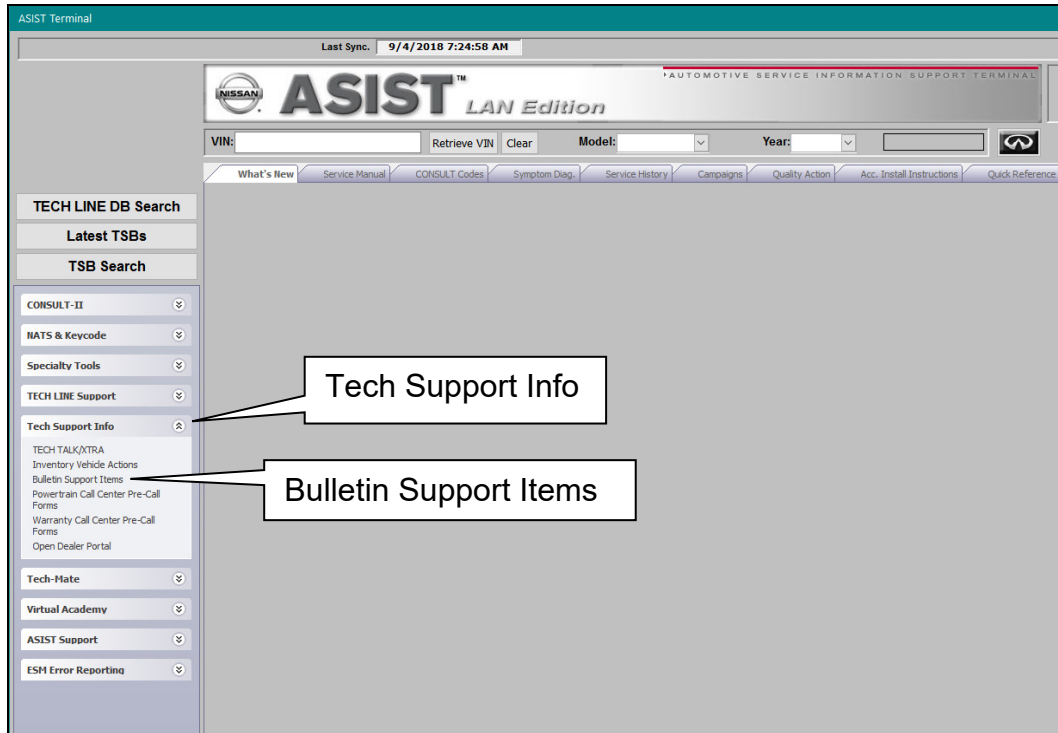 ASIST Terminal
Last Sync. 9/4/2018 7:24:58 AM
NISSAN ASIST™ LAN Edition
AUTOMOTIVE SERVICE INFORMATION SUPPORT TERMINAL
VIN: Retrieve VIN Clear Model: Year:
What's New Service Manual CONSULT Codes Symptom Diag. Service History Campaigns Quality Action Acc. Install Instructions Quick Reference
TECH LINE DB Search
Latest TSBs
TSB Search
CONSULT-II
NATS & Keycode
Specialty Tools
TECH LINE Support
Tech Support Info
TECH TALK/XTRA
Inventory Vehicle Actions
Bulletin Support Items
Powertrain Call Center Pre-Call
Forms
Warranty Call Center Pre-Call
Forms
Open Dealer Portal
Tech-Mate
Virtual Academy
ASIST Support
ESM Error Reporting
Tech Support Info
Bulletin Support Items